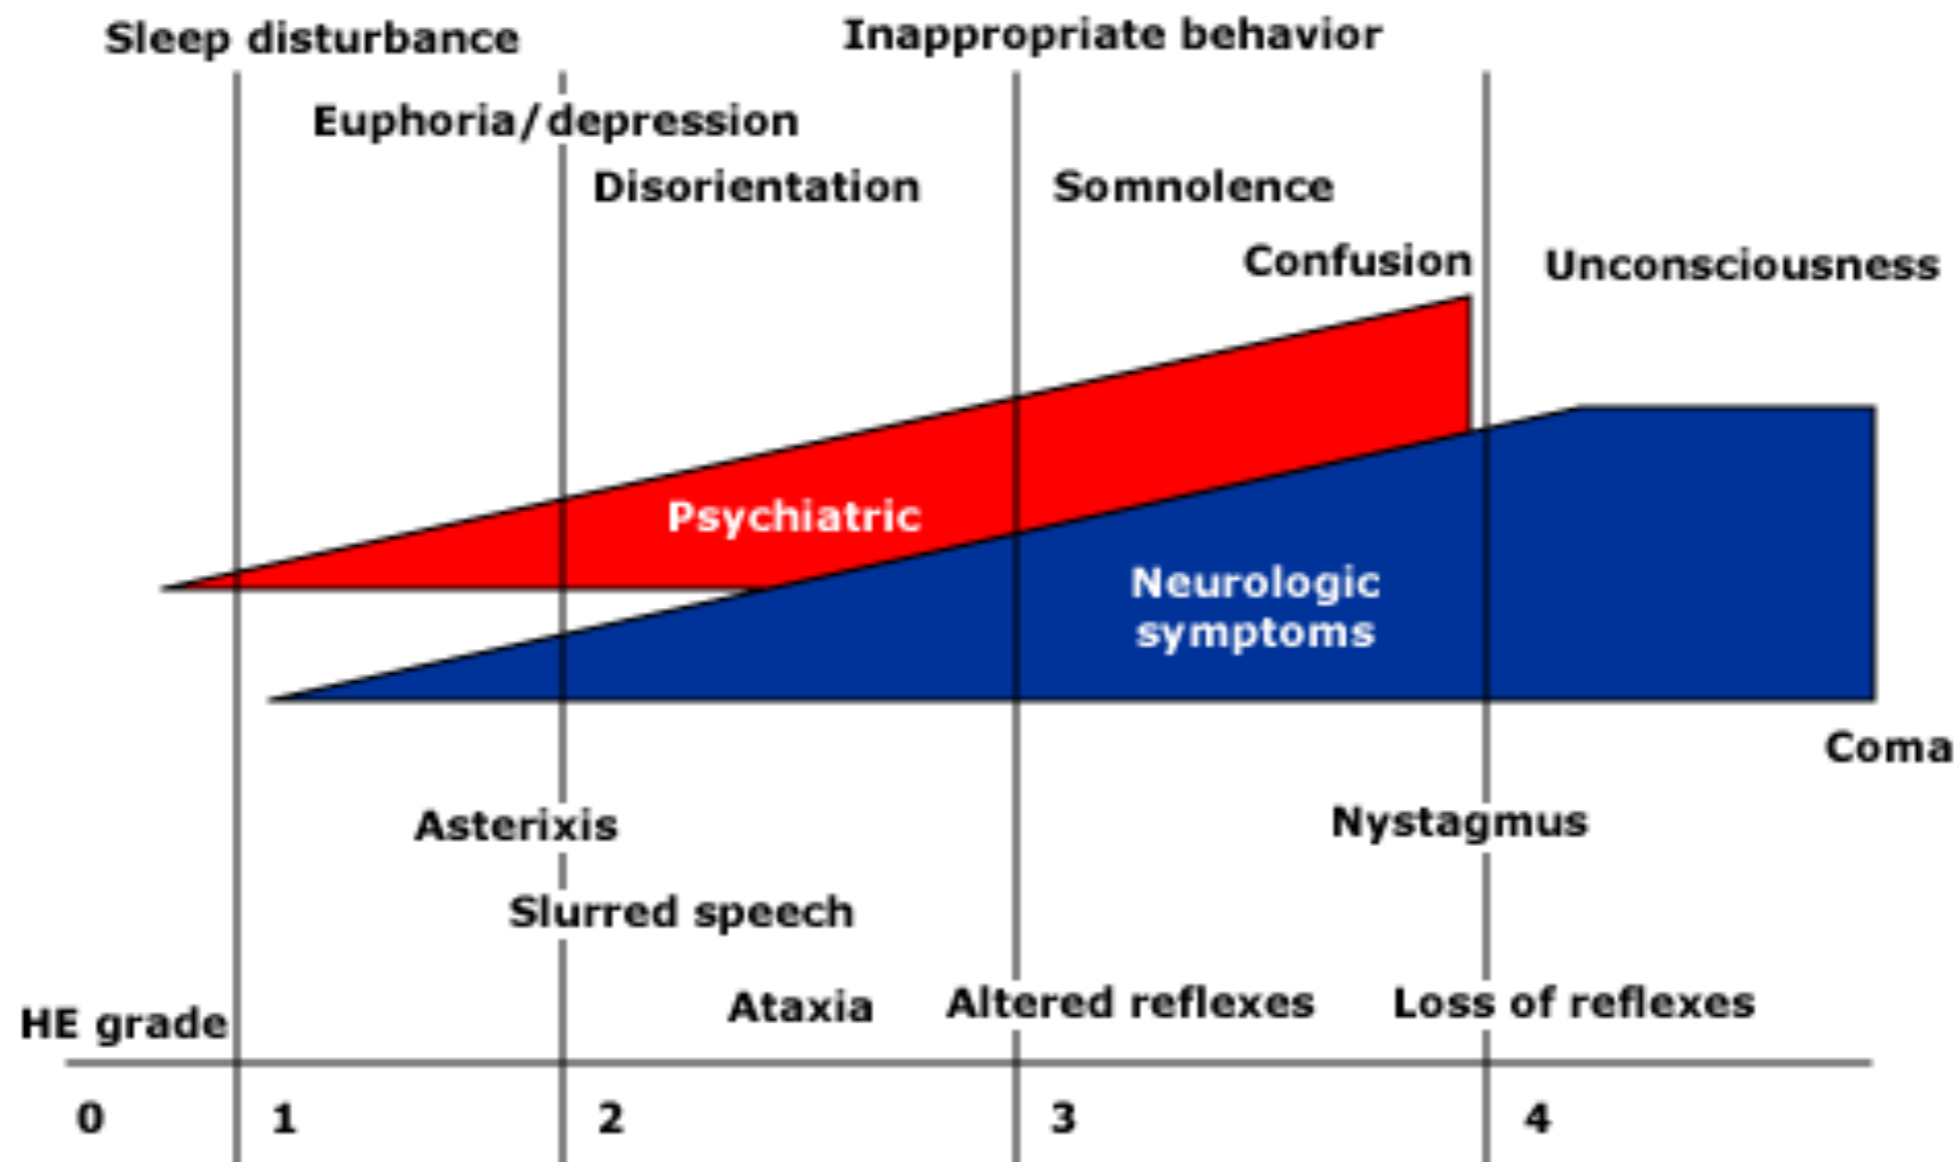 Sleep disturbance
Inappropriate behavior
Euphoria/depression
Disorientation
Somnolence
Confusion
Unconsciousness
Psychiatric
Neurologic
symptoms
Coma
Asterixis
Nystagmus
Slurred speech
Ataxia
Altered reflexes
Loss of reflexes
HE grade
0
1
2
3
4